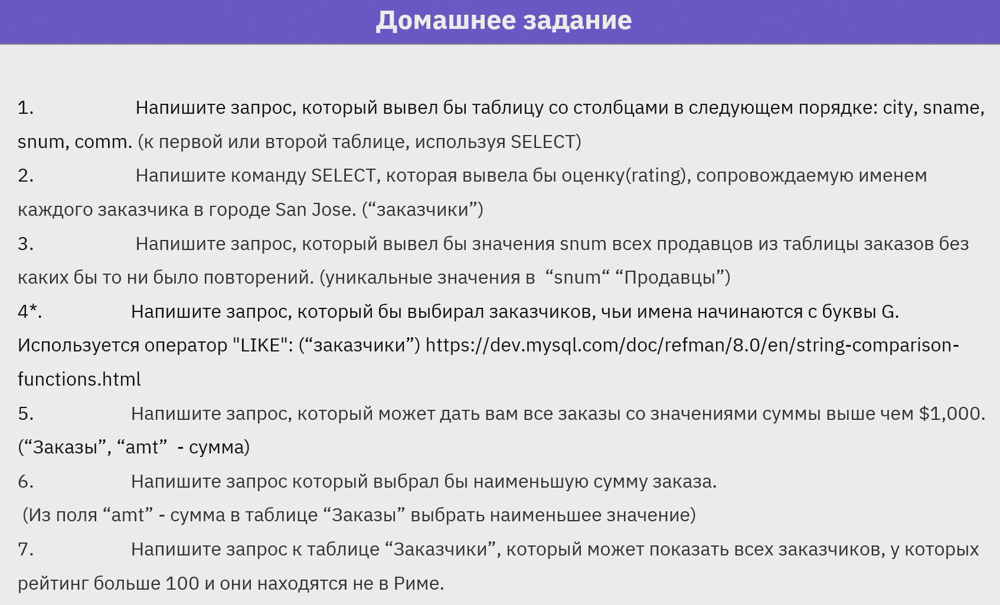 Домашнее задание
1. Напишите запрос, который вывел бы таблицу со столбцами в следующем порядке: city, sname,
snum, comm. (к первой или второй таблице, используя SELECT)
2. Напишите команду SELECT, которая вывела бы оценку(rating), сопровождаемую именем
каждого заказчика в городе San Jose. (“заказчики”)
3. Напишите запрос, который вывел бы значения snum всех продавцов из таблицы заказов без
каких бы то ни было повторений. (уникальные значения в  “snum“ “Продавцы”)
4*. Напишите запрос, который бы выбирал заказчиков, чьи имена начинаются с буквы G.
Используется оператор "LIKE": (“заказчики”) https://dev.mysql.com/doc/refman/8.0/en/string-comparison-
functions.html
5. Напишите запрос, который может дать вам все заказы со значениями суммы выше чем $1,000.
(“Заказы”, “amt”  - сумма)
6. Напишите запрос который выбрал бы наименьшую сумму заказа.
(Из поля “amt” - сумма в таблице “Заказы” выбрать наименьшее значение)
7. Напишите запрос к таблице “Заказчики”, который может показать всех заказчиков, у которых
рейтинг больше 100 и они находятся не в Риме.